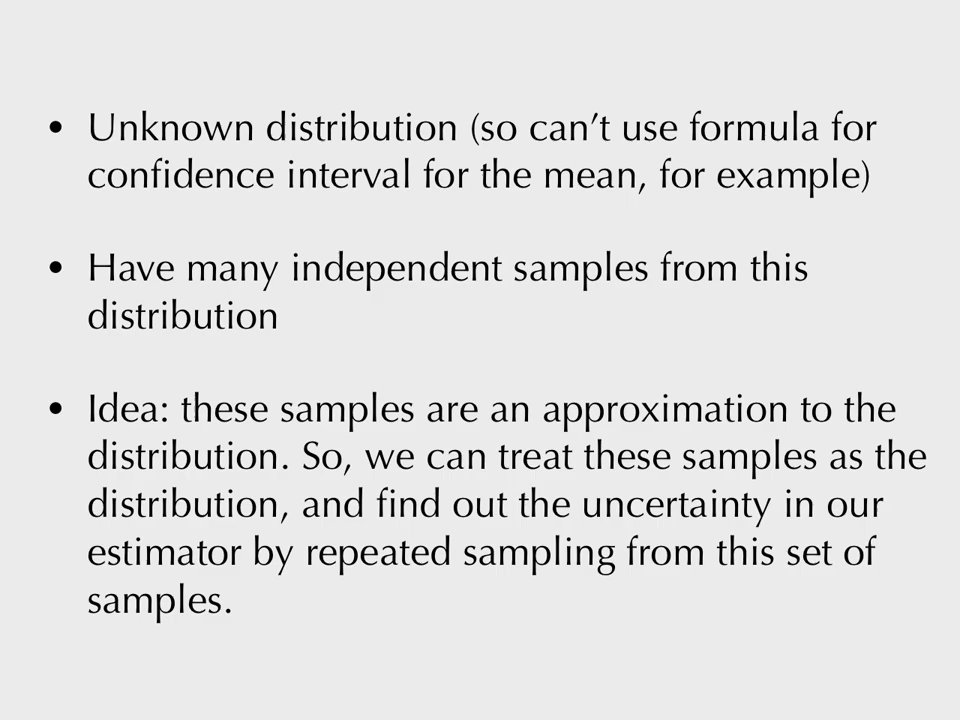 • Unknown distribution (so can’t use formula for
confidence interval for the mean, for example)
• Have many independent samples from this
distribution
• Idea: these samples are an approximation to the
distribution. So, we can treat these samples as the
distribution, and find out the uncertainty in our
estimator by repeated sampling from this set of
samples.